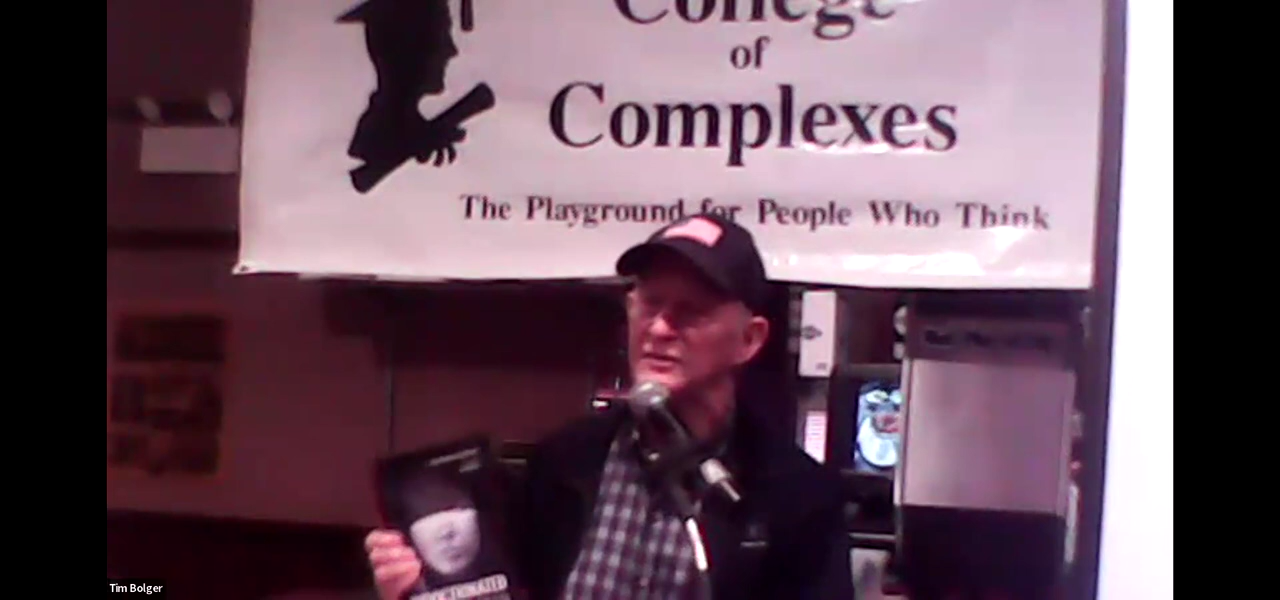 College
of
Complexes
The Playground for People Who Think
Tim Bolger